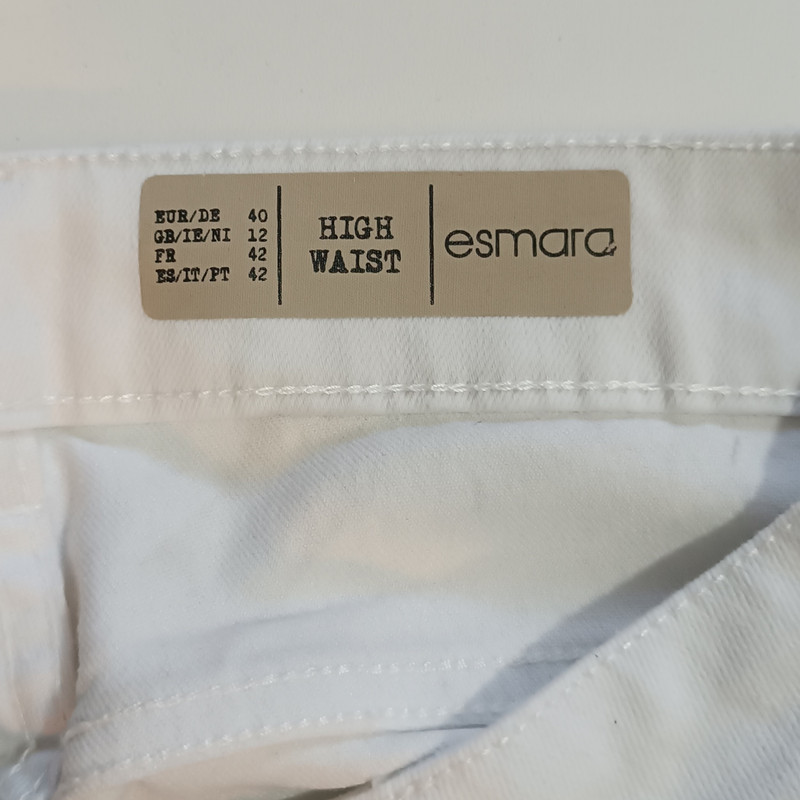 EUR/DE 40
GB/IE/NI 12
FR 42
ES/IT/PT 42
HIGH
WAIST
esmara